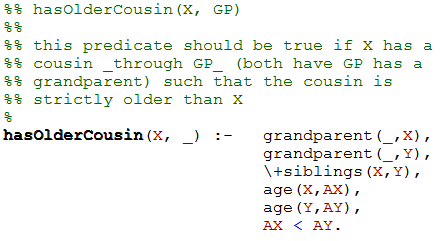 %% hasOlderCousin(X, GP)
%%
%% this predicate should be true if X has a
%% cousin _through GP_ (both have GP has a
%% grandparent) such that the cousin is
%% strictly older than X
%
hasOlderCousin(X, _) :- grandparent(_,X),
grandparent(_,Y),
\+siblings(X,Y),
age(X,AX),
age(Y,AY),
AX < AY.